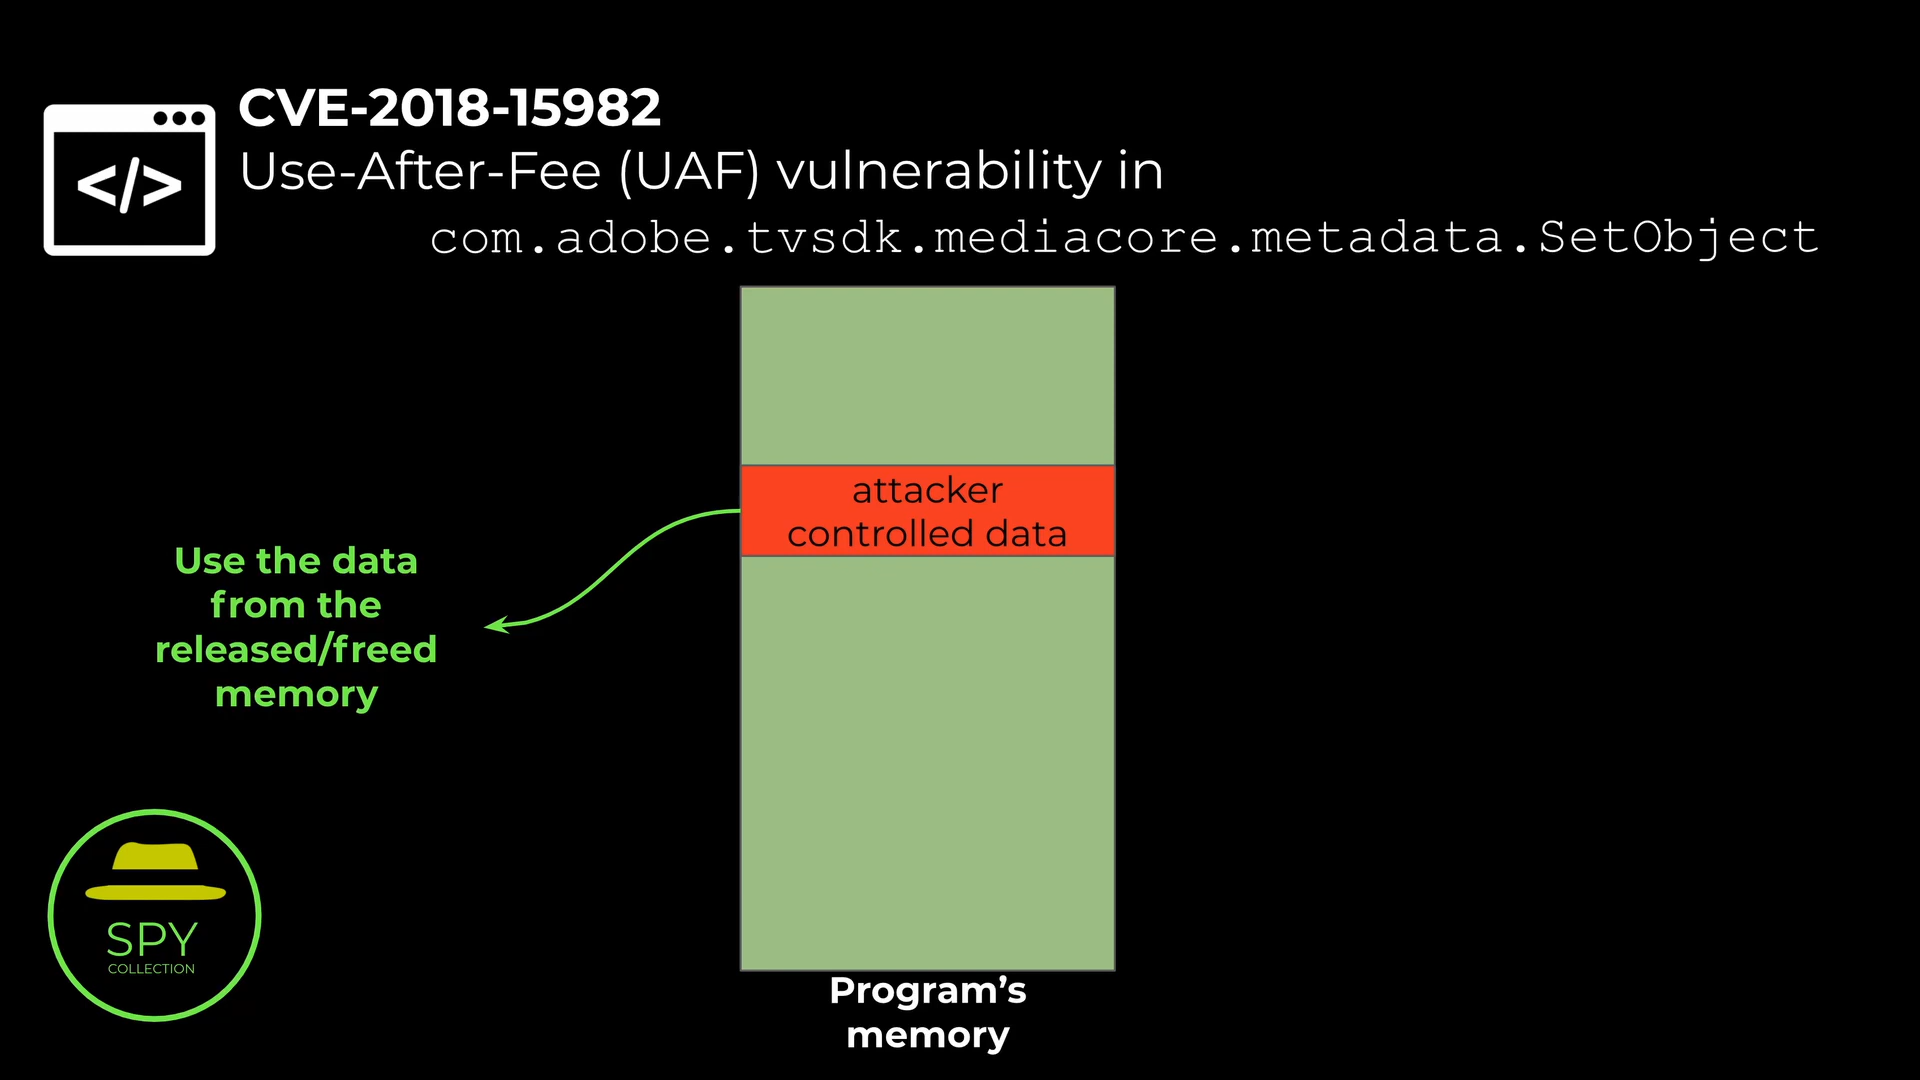 CVE-2018-15982
Use-After-Fee (UAF) vulnerability in
com.adobe.tvsdk.mediacore.metadata.SetObject
</>
attacker
controlled data
Use the data
from the
released/freed
memory
SPY
COLLECTION
Program’s
memory